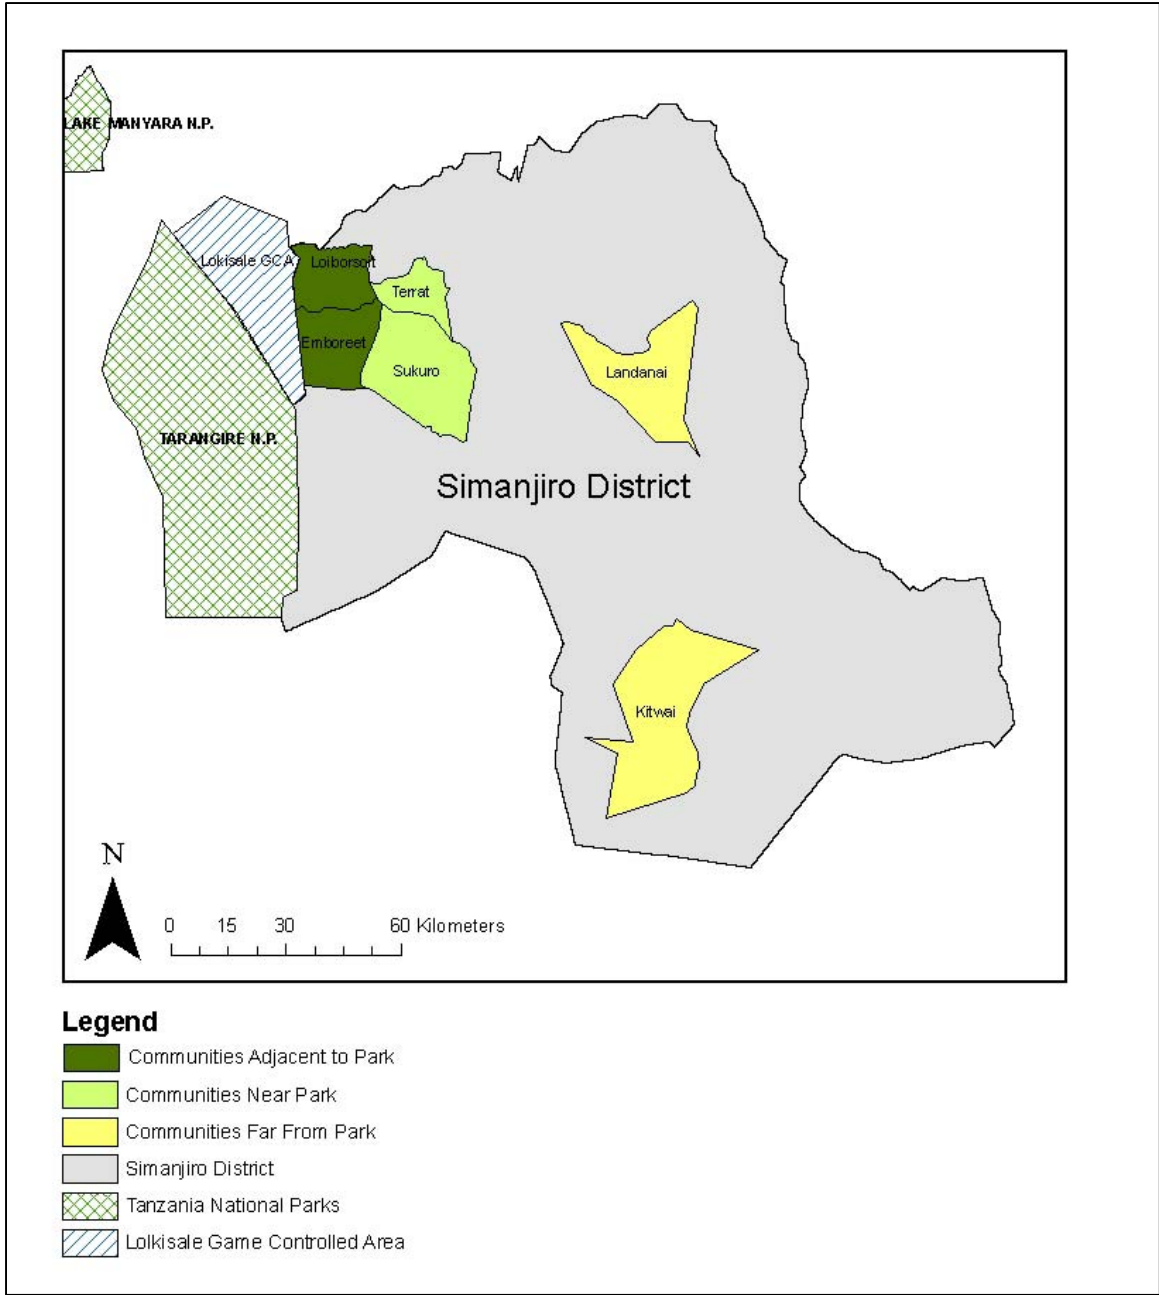 LAKE MANYARA N.P.
Lokisale GCA
Loiborsoit
Terrat
Emboreet
Sukuro
Landanai
TARANGIRE N.P.
Simanjiro District
Kitwai
N
0 15 30 60 Kilometers
Legend
Communities Adjacent to Park
Communities Near Park
Communities Far From Park
Simanjiro District
Tanzania National Parks
Lolkisale Game Controlled Area